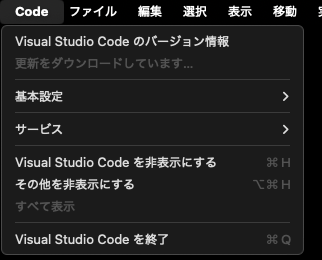 Code ファイル 編集 選択 表示 移動
Visual Studio Code のバージョン情報
更新をダウンロードしています...
基本設定
サービス
Visual Studio Code を非表示にする ⌘ H
その他を非表示にする ⌥⌘ H
すべて表示
Visual Studio Code を終了 ⌘ Q